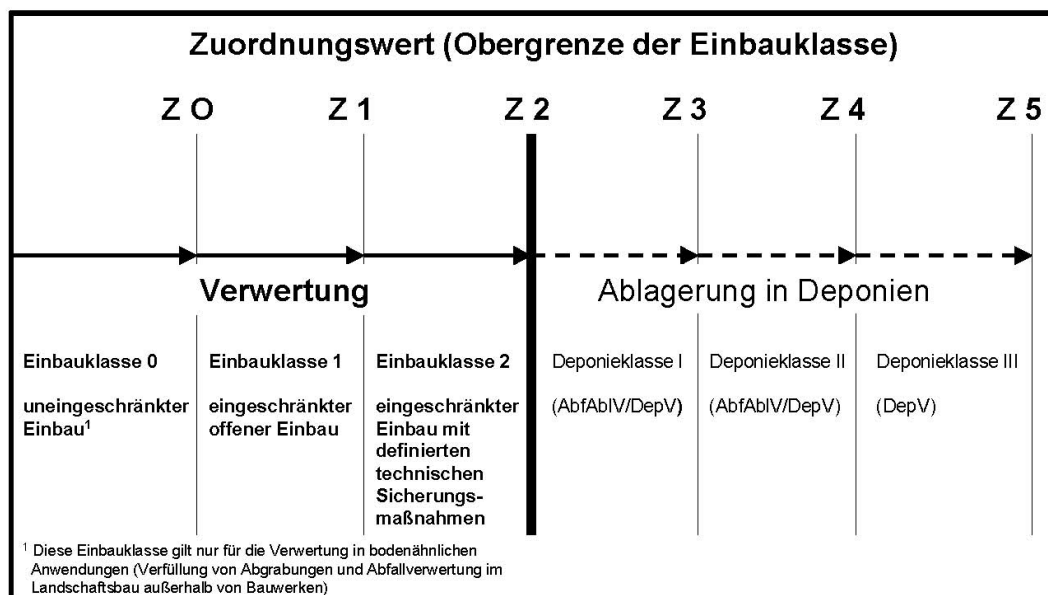 Zuordnungswert (Obergrenze der Einbauklasse)
Z O Z 1 Z 2 Z 3 Z 4 Z 5
Verwertung
Ablagerung in Deponien
Einbauklasse 0
uneingeschränkter
Einbau¹
Einbauklasse 1
eingeschränkter
offener Einbau
Einbauklasse 2
eingeschränkter
Einbau mit
definierten
technischen
Sicherungs-
maßnahmen
Deponieklasse I
(AbfAblV/DepV)
Deponieklasse II
(AbfAblV/DepV)
Deponieklasse III
(DepV)
¹ Diese Einbauklasse gilt nur für die Verwertung in bodenähnlichen
Anwendungen (Verfüllung von Abgrabungen und Abfallverwertung im
Landschaftsbau außerhalb von Bauwerken)